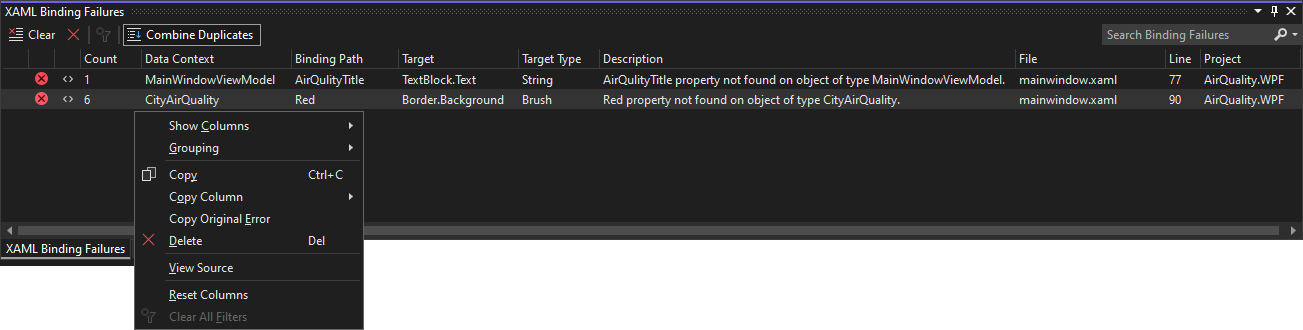 XAML Binding Failures
Clear Combine Duplicates Search Binding Failures
Count Data Context Binding Path Target Target Type Description File Line Project
1 MainWindowViewModel AirQulityTitle TextBlock.Text String AirQulityTitle property not found on object of type MainWindowViewModel. mainwindow.xaml 77 AirQuality.WPF
6 CityAirQuality Red Border.Background Brush Red property not found on object of type CityAirQuality. mainwindow.xaml 90 AirQuality.WPF
Show Columns
Grouping
Copy Ctrl+C
Copy Column
Copy Original Error
Delete Del
XAML Binding Failures
View Source
Reset Columns
Clear All Filters